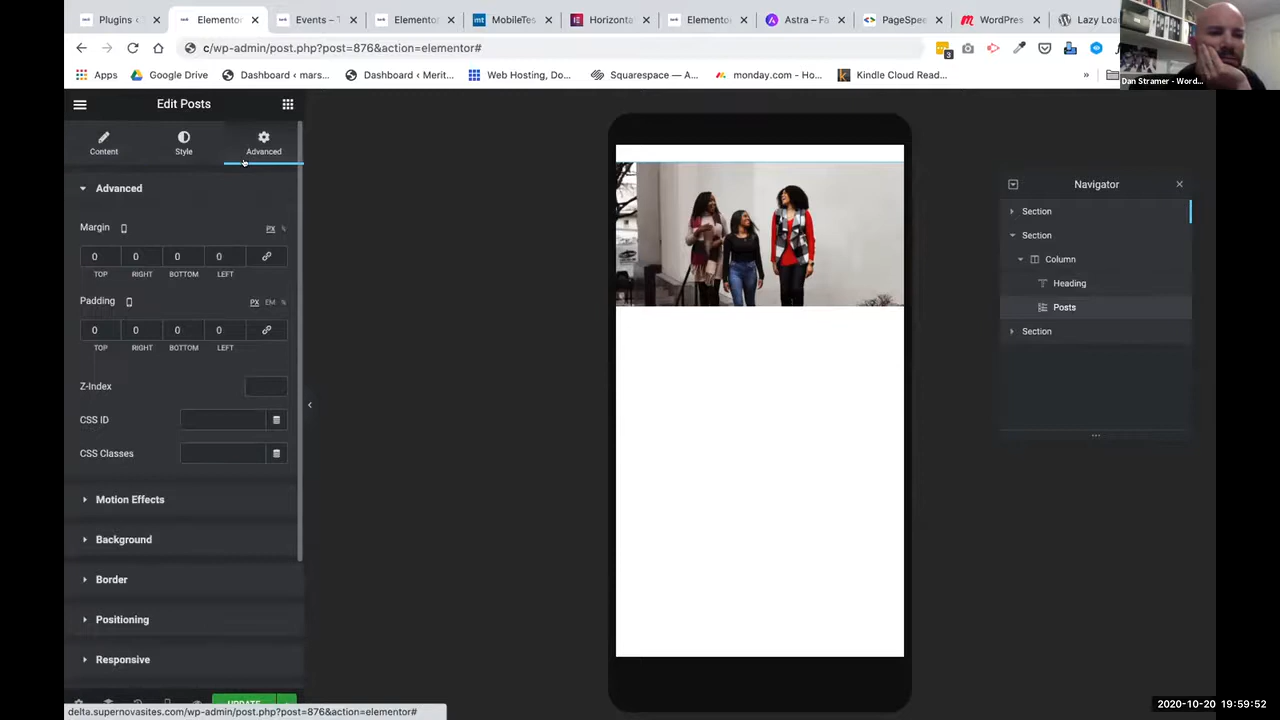 Plugins ‹
Elementor
Events – T
Elementor
MobileTes
Horizonta
Elemento
Astra – Fa
PageSpee
WordPres
Lazy Loa
c/wp-admin/post.php?post=876&action=elementor#
3
Apps
Google Drive
Dashboard ‹ mars...
Dashboard ‹ Merit...
Web Hosting, Do...
Squarespace — A...
monday.com - Ho...
Kindle Cloud Read...
»
Dan Stramer - Word...
Edit Posts
Content
Style
Advanced
Advanced
Margin
PX %
0 0 0 0
TOP RIGHT BOTTOM LEFT
Padding
PX EM %
0 0 0 0
TOP RIGHT BOTTOM LEFT
Z-Index
CSS ID
CSS Classes
Motion Effects
Background
Border
Positioning
Responsive
UPDATE
delta.supernovasites.com/wp-admin/post.php?post=876&action=elementor#
Navigator
Section
Section
Column
Heading
Posts
Section
2020-10-20 19:59:52